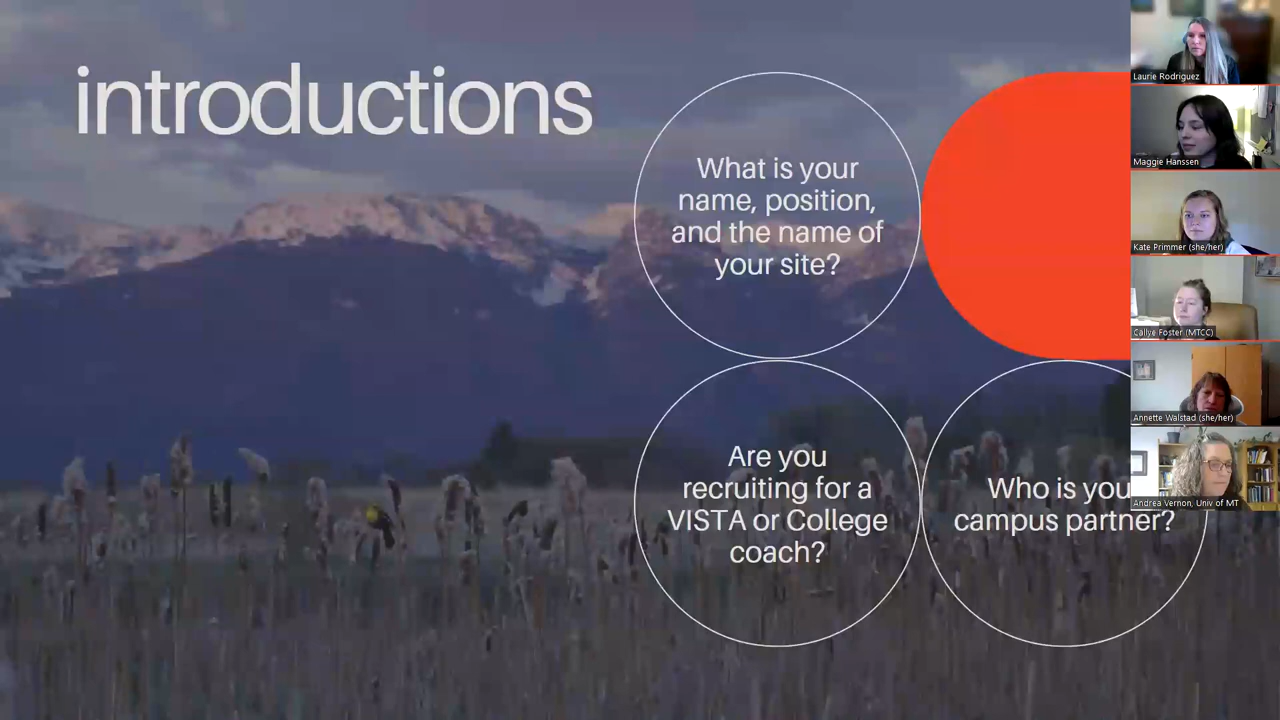 introductions
What is your
name, position,
and the name of
your site?
Are you
recruiting for a
VISTA or College
coach?
Who is you
campus partner?
Laurie Rodriguez
Maggie Hanssen
Kate Primmer (she/her)
Callye Foster (MTCC)
Annette Walstad (she/her)
Andrea Vernon, Univ of MT